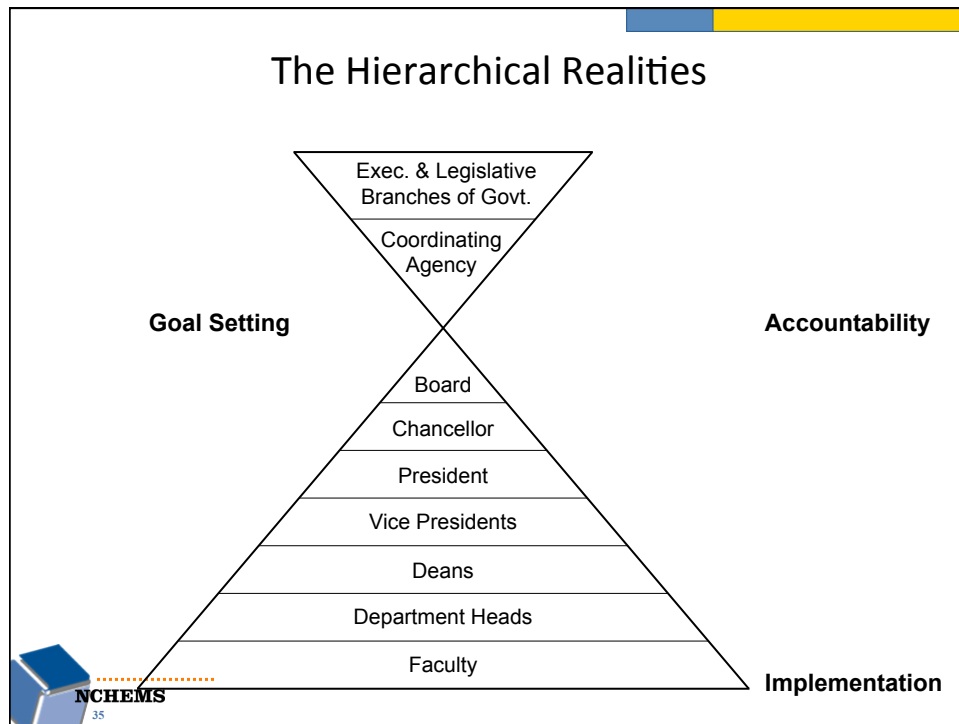 The Hierarchical Realities
Exec. & Legislative
Branches of Govt.
Coordinating
Agency
Goal Setting
Accountability
Board
Chancellor
President
Vice Presidents
Deans
Department Heads
Faculty
Implementation
NCHEMS
35